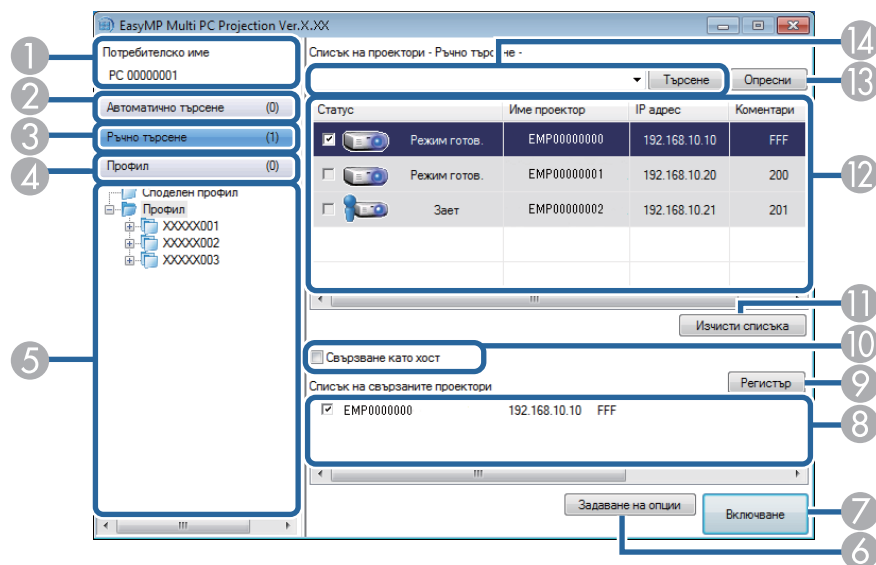 EasyMP Multi PC Projection Ver.X.XX
Потребителско име
PC 00000001
Автоматично търсене (0)
Ръчно търсене (1)
Профил (0)
Споделен профил
Профил
XXXXX001
XXXXX002
XXXXX003
Списък на проектори - Ръчно търсене -
Търсене
Опресни
Статус Име проектор IP адрес Коментари
Режим готов. EMP00000000 192.168.10.10 FFF
Режим готов. EMP00000001 192.168.10.20 200
Зает EMP00000002 192.168.10.21 201
Изчисти списъка
Свързване като хост
Списък на свързаните проектори
Регистър
EMP0000000 192.168.10.10 FFF
Задаване на опции
Включване
1
2
3
4
5
14
13
12
11
10
9
8
7
6